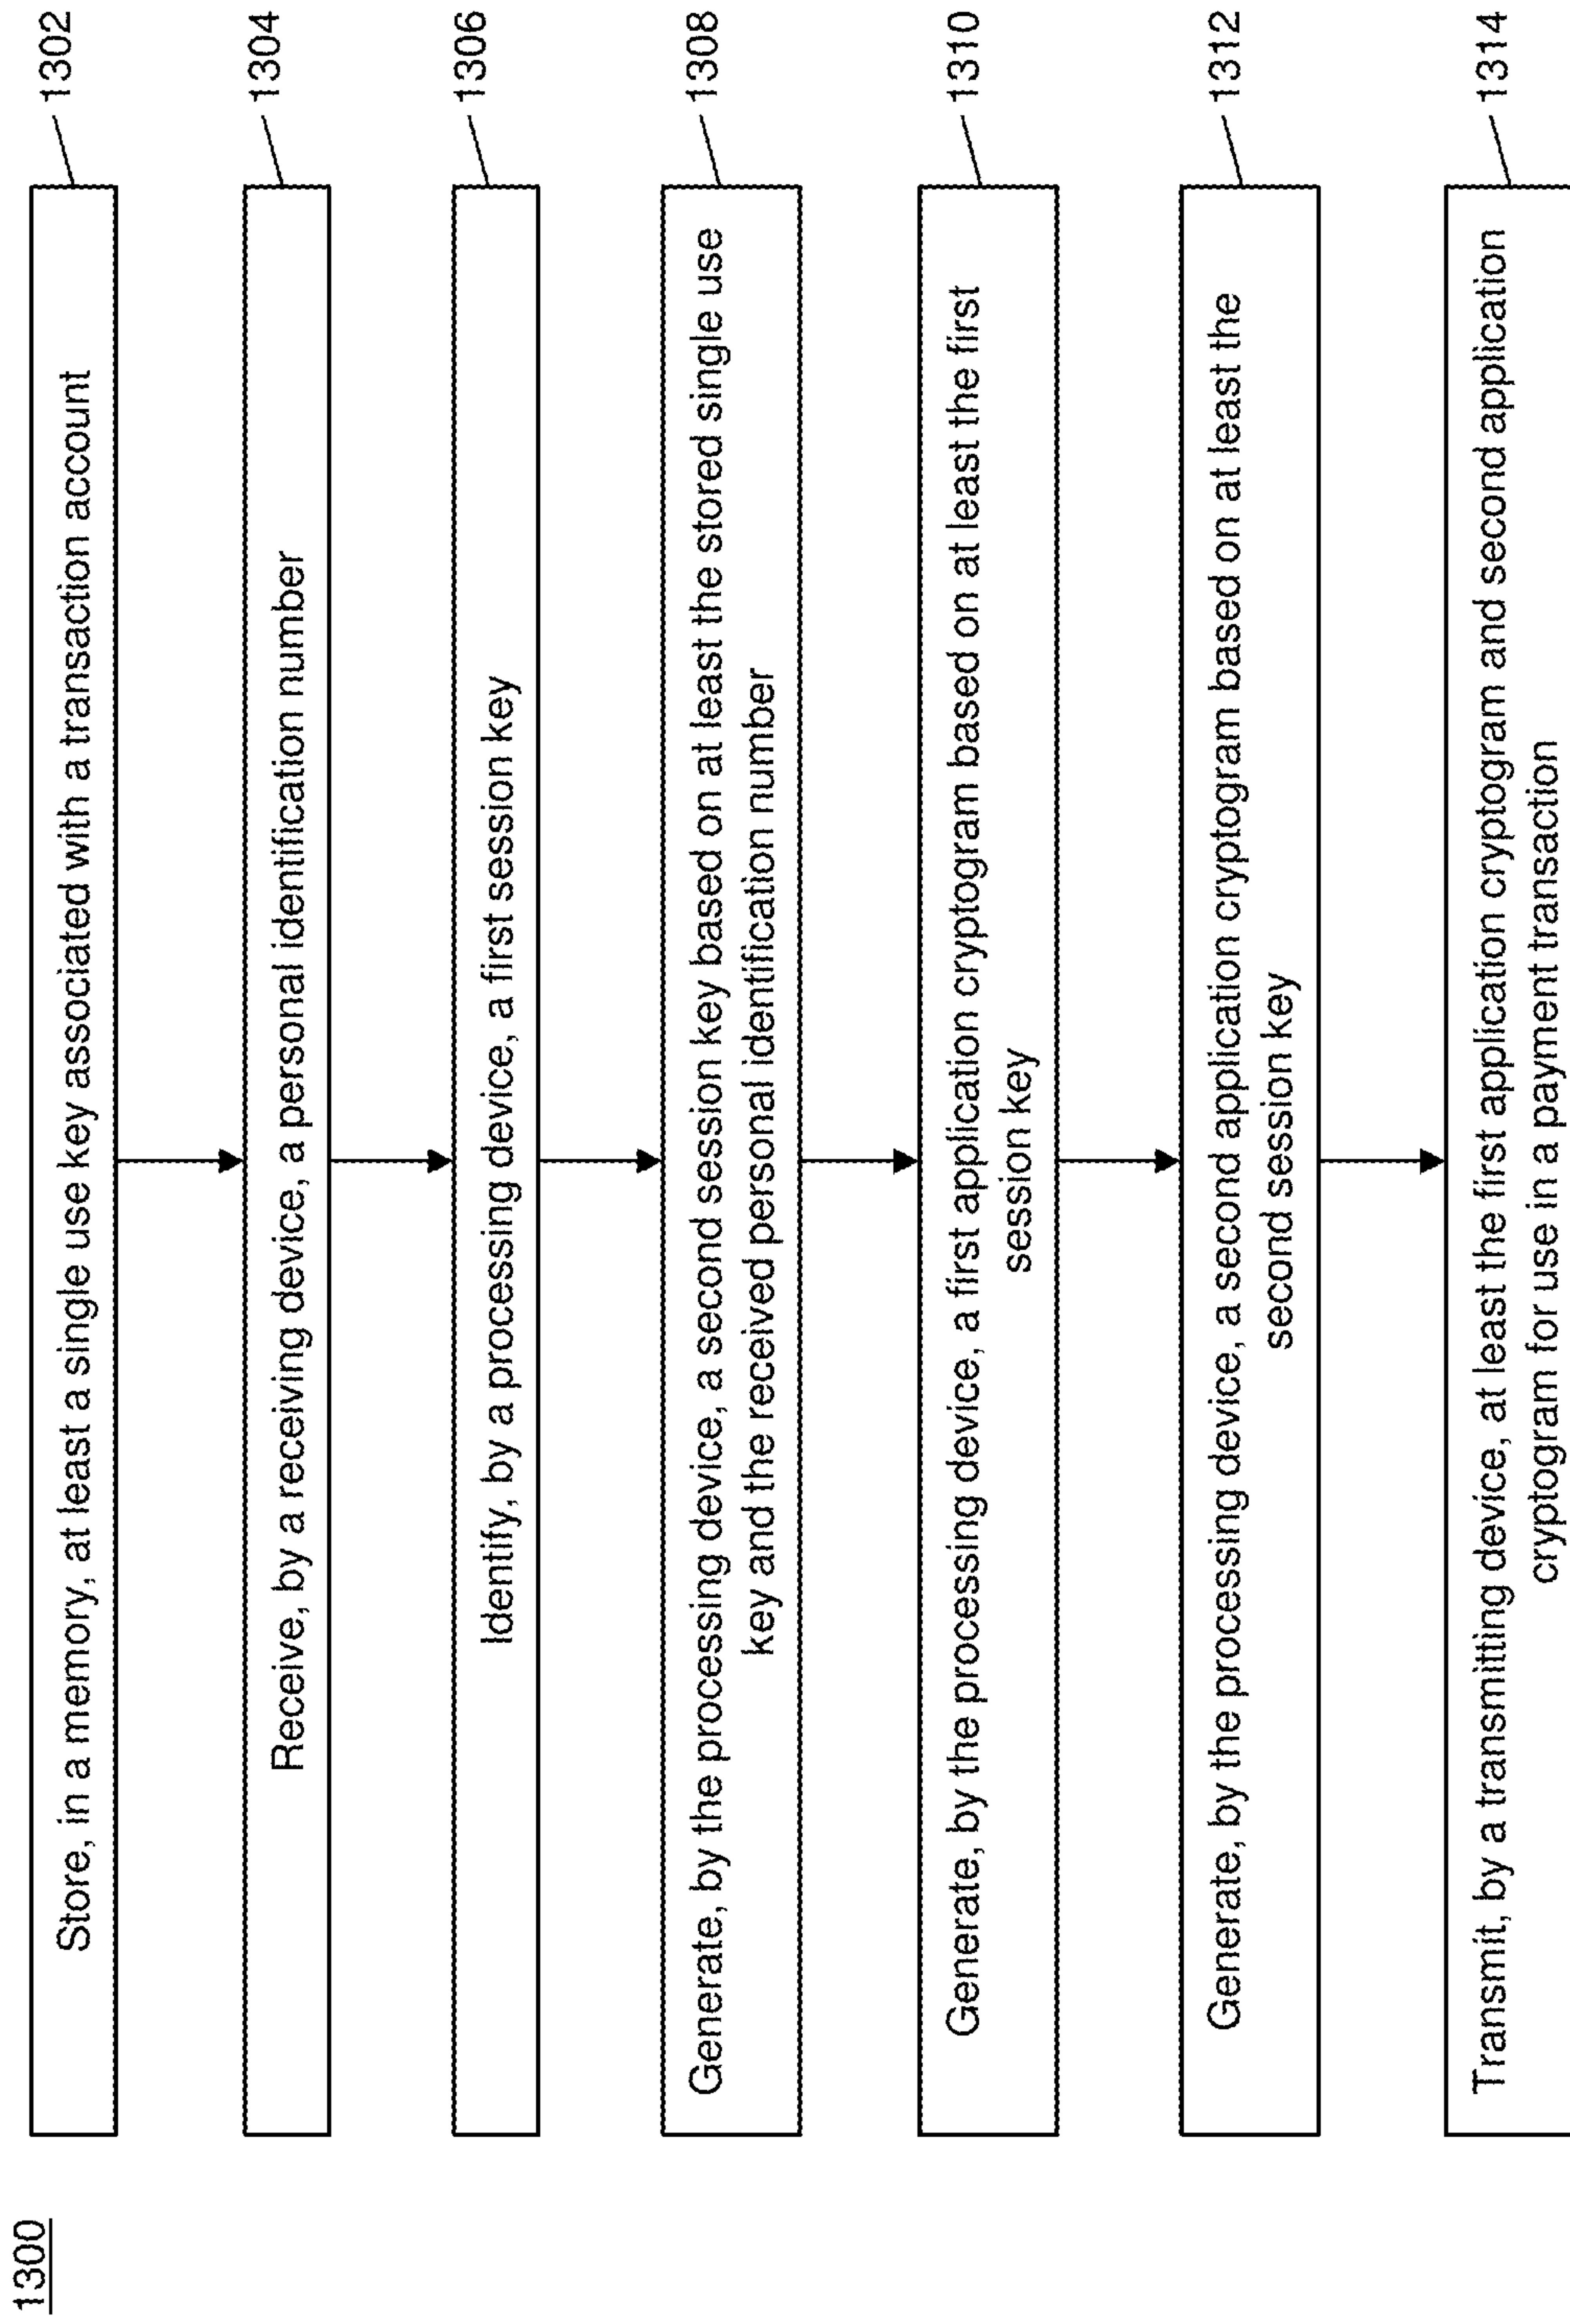 1300
Store, in a memory, at least a single use key associated with a transaction account
1302
Receive, by a receiving device, a personal identification number
1304
Identify, by a processing device, a first session key
1306
Generate, by the processing device, a second session key based on at least the stored single use
key and the received personal identification number
1308
Generate, by the processing device, a first application cryptogram based on at least the first
session key
1310
Generate, by the processing device, a second application cryptogram based on at least the
second session key
1312
Transmit, by a transmitting device, at least the first application cryptogram and second application
cryptogram for use in a payment transaction
1314